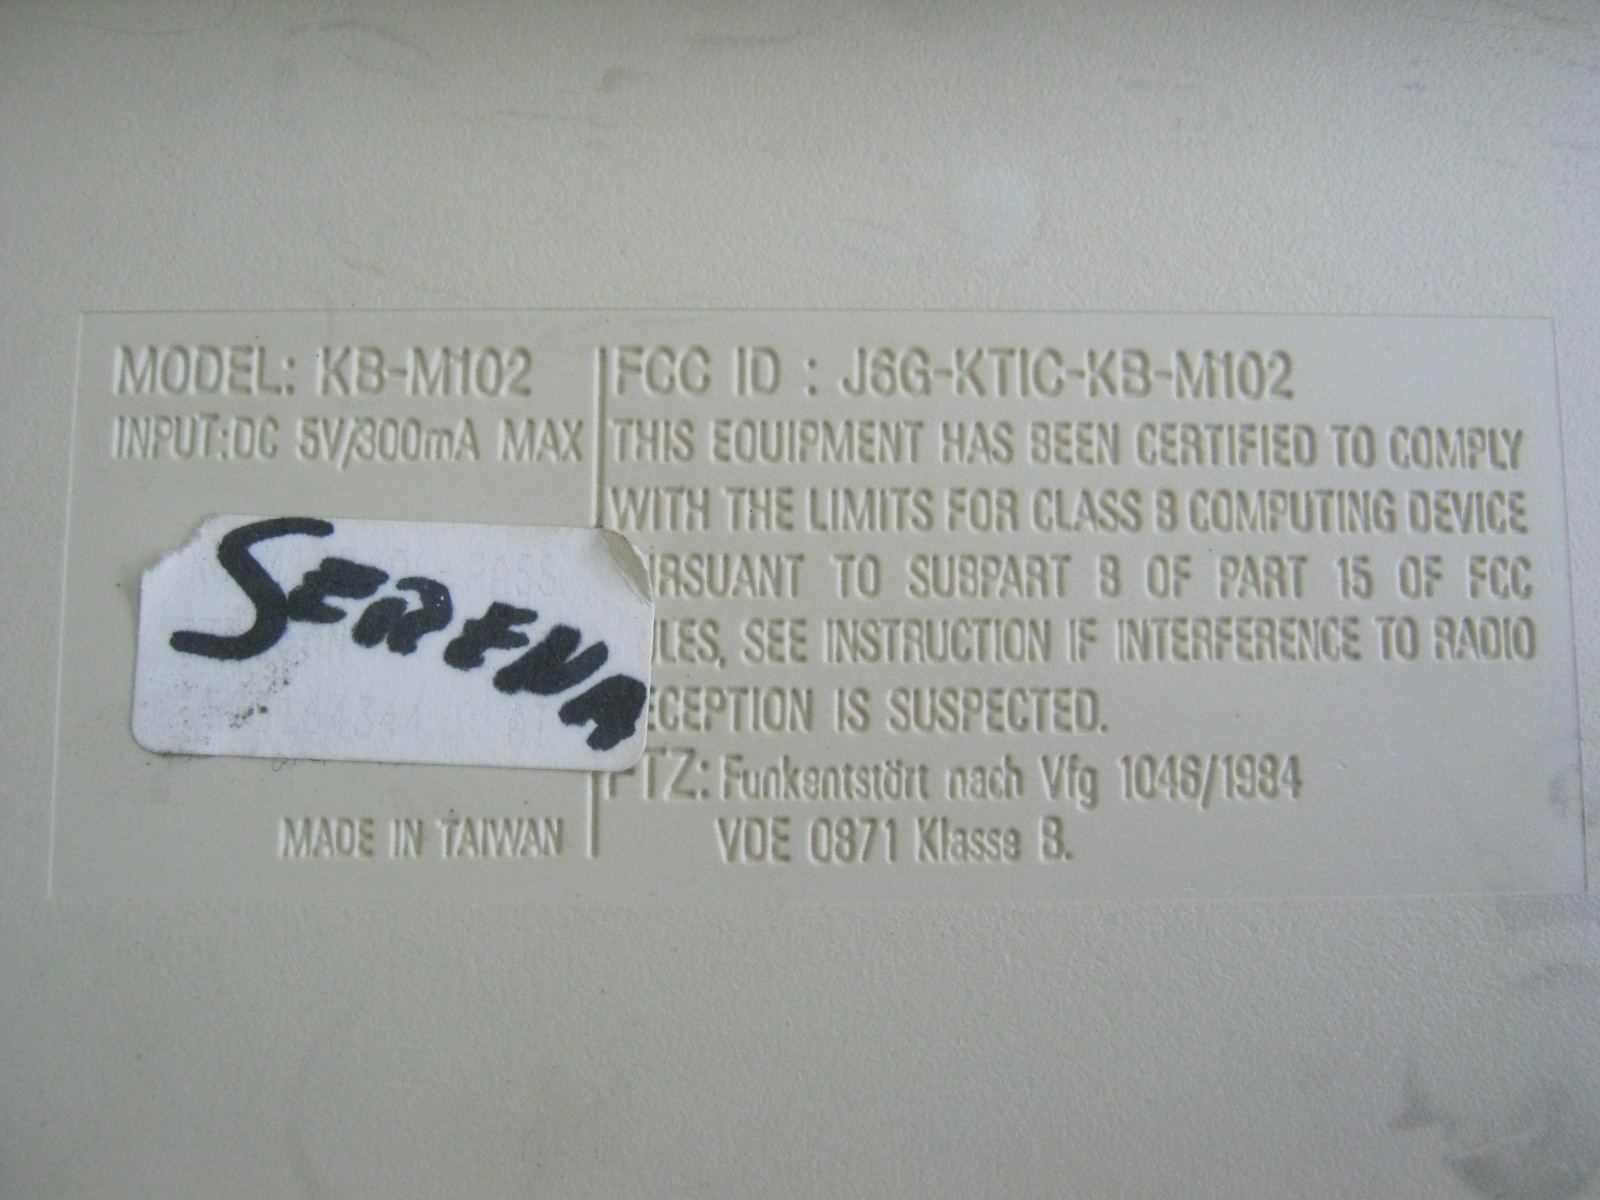 MODEL: KB-M102
INPUT: DC 5V/300mA MAX
SERENA
MADE IN TAIWAN
FCC ID : J6G-KTIC-KB-M102
THIS EQUIPMENT HAS BEEN CERTIFIED TO COMPLY
WITH THE LIMITS FOR CLASS B COMPUTING DEVICE
RSUANT TO SUBPART B OF PART 15 OF FCC
LES, SEE INSTRUCTION IF INTERFERENCE TO RADIO
ECEPTION IS SUSPECTED.
FTZ: Funkentstört nach Vfg 1046/1984
VDE 0871 Klasse B.